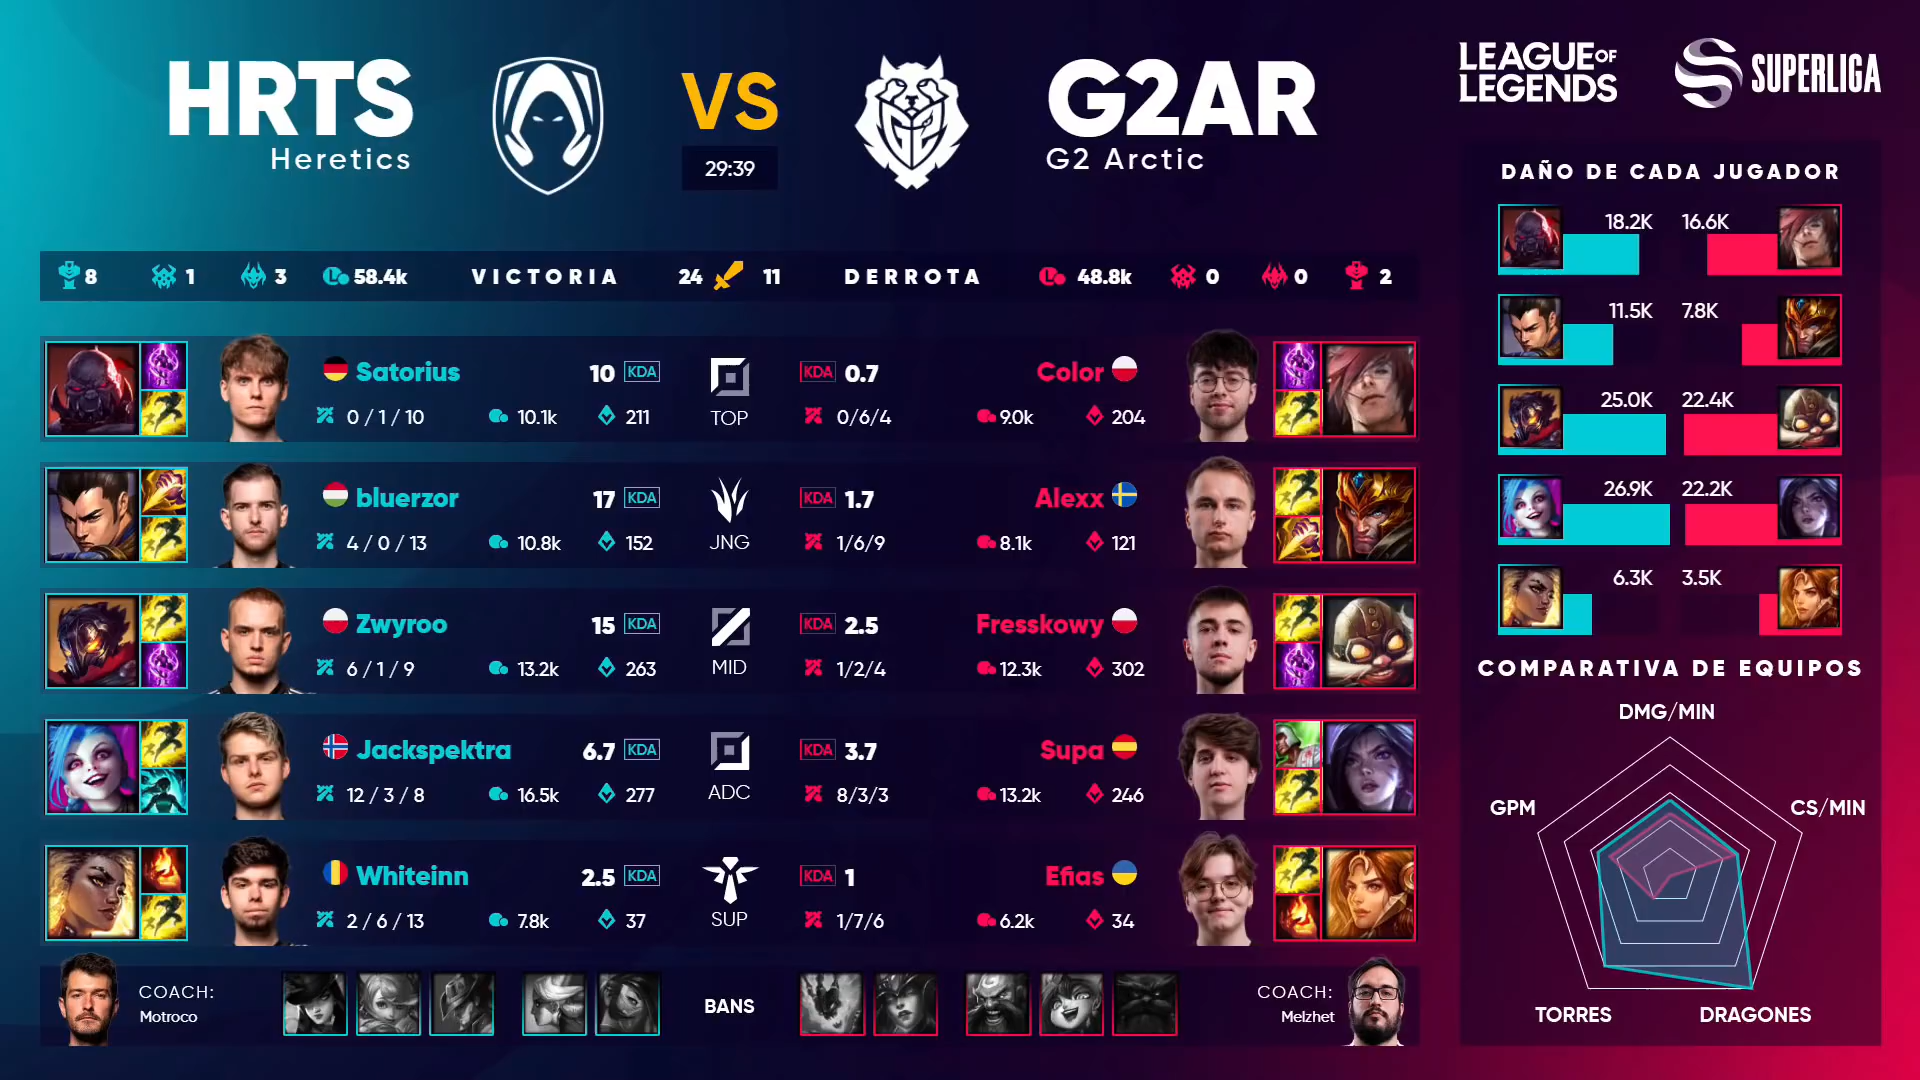 HRTS
Heretics
VS
29:39
G2AR
G2 Arctic
LEAGUE OF
LEGENDS
SUPERLIGA
8 1 3 58.4k VICTORIA 24 11 DERROTA 48.8k 0 0 2
Satorius 10 KDA
0 / 1 / 10 10.1k 211
TOP
KDA 0.7 Color
0/6/4 9.0k 204
bluerzor 17 KDA
4 / 0 / 13 10.8k 152
JNG
KDA 1.7 Alexx
1/6/9 8.1k 121
Zwyroo 15 KDA
6 / 1 / 9 13.2k 263
MID
KDA 2.5 Fresskowy
1/2/4 12.3k 302
Jackspektra 6.7 KDA
12 / 3 / 8 16.5k 277
ADC
KDA 3.7 Supa
8/3/3 13.2k 246
Whiteinn 2.5 KDA
2 / 6 / 13 7.8k 37
SUP
KDA 1 Efias
1/7/6 6.2k 34
COACH:
Motroco
BANS
COACH:
Melzhet
DAÑO DE CADA JUGADOR
18.2K 16.6K
11.5K 7.8K
25.0K 22.4K
26.9K 22.2K
6.3K 3.5K
COMPARATIVA DE EQUIPOS
DMG/MIN
GPM CS/MIN
TORRES DRAGONES